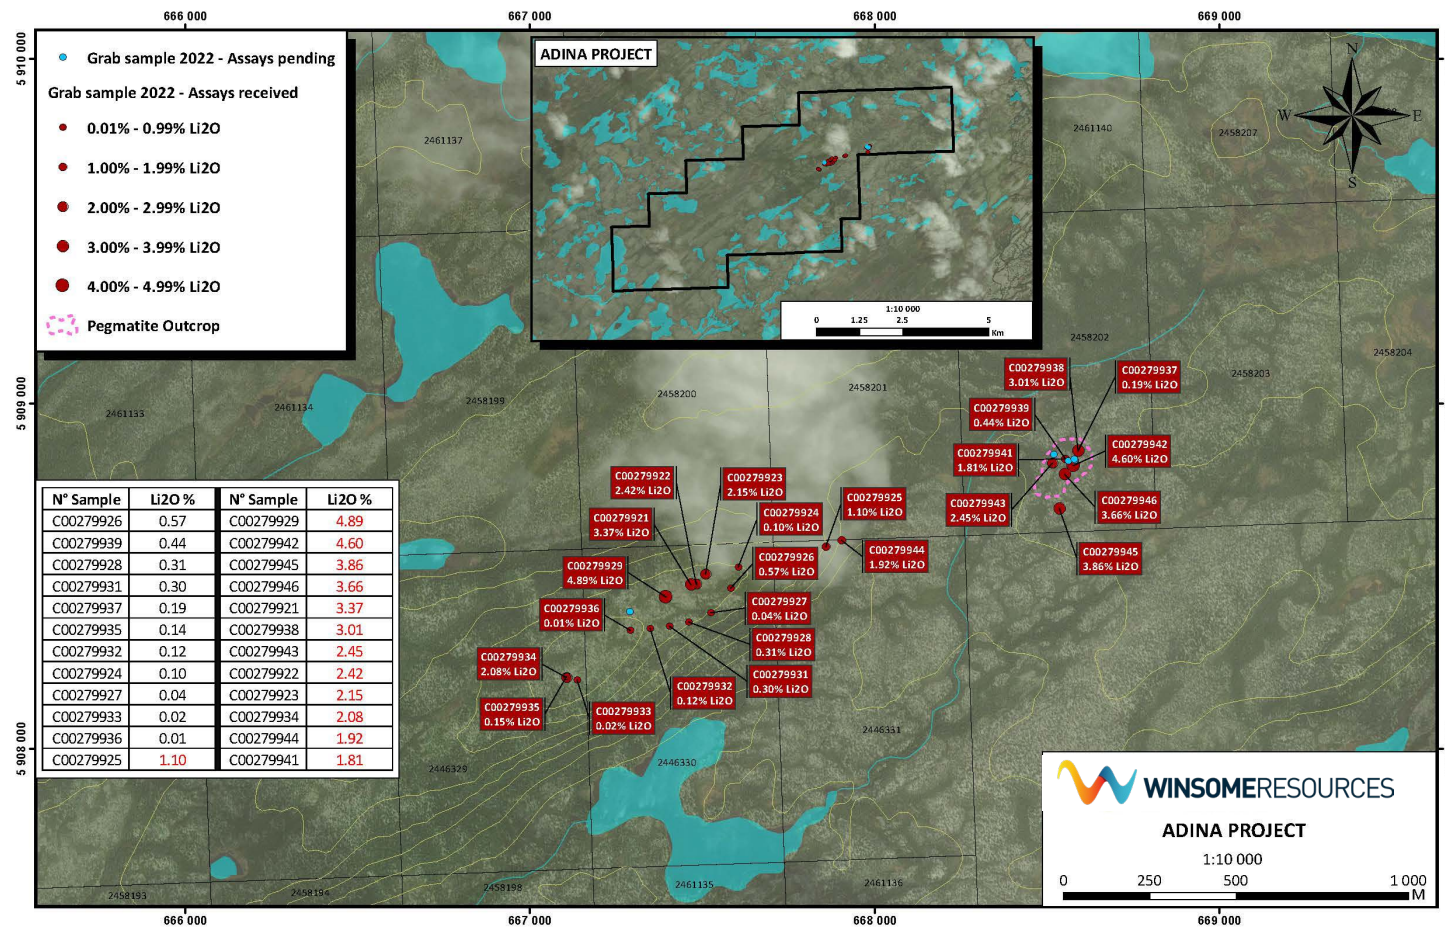 666 000
667 000
668 000
669 000
5 910 000
5 909 000
5 908 000
Grab sample 2022 - Assays pending
Grab sample 2022 - Assays received
0.01% - 0.99% Li2O
1.00% - 1.99% Li2O
2.00% - 2.99% Li2O
3.00% - 3.99% Li2O
4.00% - 4.99% Li2O
Pegmatite Outcrop
ADINA PROJECT
1:10 000
0 1.25 2.5 5
Km
N
W E
S
2461137
2461140
2458207
2458202
2458204
2458203
2461133
2461134
2458199
2458200
2458201
C00279938
3.01% Li2O
C00279937
0.19% Li2O
C00279939
0.44% Li2O
C00279941
1.81% Li2O
C00279942
4.60% Li2O
C00279943
2.45% Li2O
C00279946
3.66% Li2O
C00279945
3.86% Li2O
C00279922
2.42% Li2O
C00279923
2.15% Li2O
C00279925
1.10% Li2O
C00279921
3.37% Li2O
C00279924
0.10% Li2O
C00279944
1.92% Li2O
C00279929
4.89% Li2O
C00279926
0.57% Li2O
C00279936
0.01% Li2O
C00279927
0.04% Li2O
C00279928
0.31% Li2O
C00279934
2.08% Li2O
C00279931
0.30% Li2O
C00279932
0.12% Li2O
C00279935
0.15% Li2O
C00279933
0.02% Li2O
N° Sample Li2O % N° Sample Li2O %
C00279926 0.57 C00279929 4.89
C00279939 0.44 C00279942 4.60
C00279928 0.31 C00279945 3.86
C00279931 0.30 C00279946 3.66
C00279937 0.19 C00279921 3.37
C00279935 0.14 C00279938 3.01
C00279932 0.12 C00279943 2.45
C00279924 0.10 C00279922 2.42
C00279927 0.04 C00279923 2.15
C00279933 0.02 C00279934 2.08
C00279936 0.01 C00279944 1.92
C00279925 1.10 C00279941 1.81
2446329
2446330
2446331
2458193
2458194
2458198
2461135
2461136
WINSOMERESOURCES
ADINA PROJECT
1:10 000
0 250 500 1 000
M
666 000
667 000
668 000
669 000